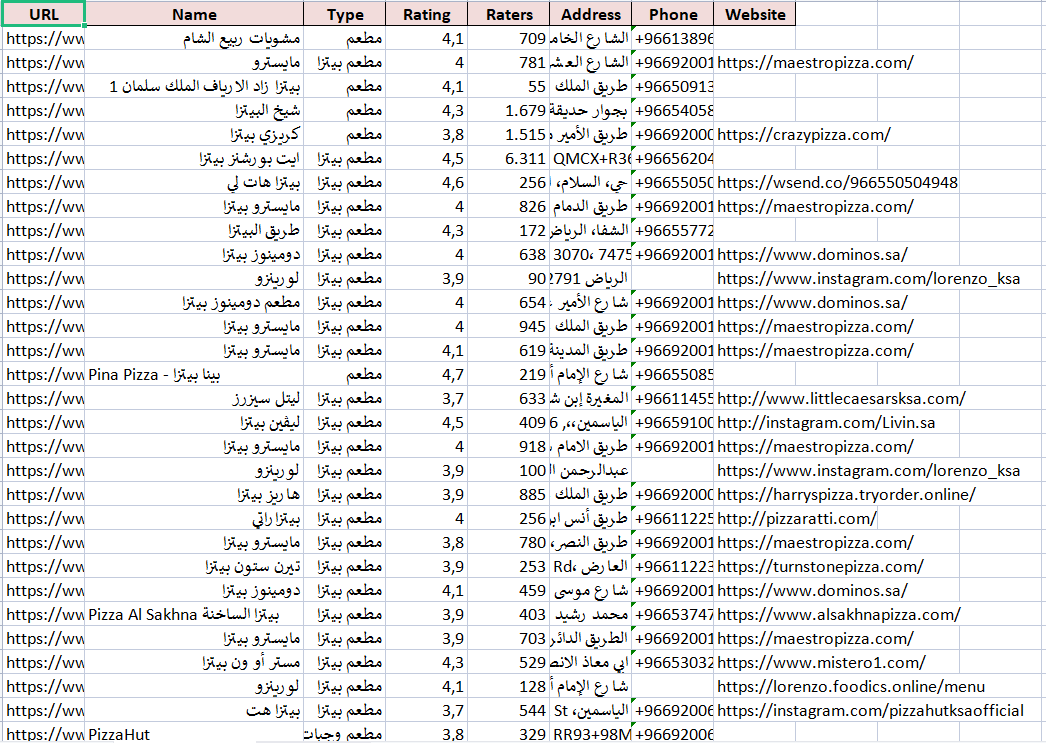 URL Name Type Rating Raters Address Phone Website
https://ww مشويات ربيع الشام مطعم 4,1 709 الشارع الخام +96613896
https://ww مايسترو مطعم بيتزا 4 781 الشارع العش +96692001 https://maestropizza.com/
https://ww بيتزا زاد الارياف الملك سلمان 1 مطعم 4,1 55 طريق الملك +96650913
https://ww شيخ البيتزا مطعم 4,3 1.679 بجوار حديقة +96654058
https://ww كريزي بيتزا مطعم 3,8 1.515 طريق الأمير +96692000 https://crazypizza.com/
https://ww ايت بورشنز بيتزا مطعم بيتزا 4,5 6.311 QMCX+R36 +96656204
https://ww بيتزا هات لي مطعم بيتزا 4,6 256 حي، السلام، +96655050 https://wsend.co/966550504948
https://ww مايسترو بيتزا مطعم بيتزا 4 826 طريق الدمام +96692001 https://maestropizza.com/
https://ww طريق البيتزا مطعم بيتزا 4,3 172 الشفا، الرياض +96655772
https://ww دومينوز بيتزا مطعم بيتزا 4 638 3070، 7475 +96692001 https://www.dominos.sa/
https://ww لورينزو مطعم بيتزا 3,9 90 الرياض 2791 https://www.instagram.com/lorenzo_ksa
https://ww مطعم دومينوز بيتزا مطعم بيتزا 4 654 شارع الأمير +96692001 https://www.dominos.sa/
https://ww مايسترو بيتزا مطعم بيتزا 4 945 طريق الملك +96692001 https://maestropizza.com/
https://ww مايسترو بيتزا مطعم بيتزا 4,1 619 طريق المدينة +96692001 https://maestropizza.com/
https://ww Pina Pizza - بينا بيتزا مطعم 4,7 219 شارع الإمام أ +96655085
https://ww ليتل سيزرز مطعم بيتزا 3,7 633 المغيرة إبن ش +96611455 http://www.littlecaesarsksa.com/
https://ww ليڤين بيتزا مطعم بيتزا 4,5 409 الياسمين،, 6 +96659100 http://instagram.com/Livin.sa
https://ww مايسترو بيتزا مطعم بيتزا 4 918 طريق الامام +96692001 https://maestropizza.com/
https://ww لورينزو مطعم بيتزا 3,9 100 عبدالرحمن ال https://www.instagram.com/lorenzo_ksa
https://ww هاريز بيتزا مطعم بيتزا 3,9 885 طريق الملك +96692000 https://harryspizza.tryorder.online/
https://ww بيتزا راتي مطعم بيتزا 4 256 طريق أنس ابر +96611225 http://pizzaratti.com/
https://ww مايسترو بيتزا مطعم بيتزا 3,8 780 طريق النصر، +96692001 https://maestropizza.com/
https://ww تيرن ستون بيتزا مطعم بيتزا 3,9 253 العارض، Rd +96611223 https://turnstonepizza.com/
https://ww دومينوز بيتزا مطعم بيتزا 4,1 459 شارع موسى +96692001 https://www.dominos.sa/
https://ww Pizza Al Sakhna بيتزا الساخنة مطعم بيتزا 3,9 403 محمد رشيد +96653747 https://www.alsakhnapizza.com/
https://ww مايسترو بيتزا مطعم بيتزا 3,9 703 الطريق الدائر +96692001 https://maestropizza.com/
https://ww مستر أو ون بيتزا مطعم بيتزا 4,3 529 ابي معاذ الانص +96653032 https://www.mistero1.com/
https://ww لورينزو مطعم بيتزا 4,1 128 شارع الإمام أ https://lorenzo.foodics.online/menu
https://ww بيتزا هت مطعم بيتزا 3,7 544 الياسمين، St +96692006 https://instagram.com/pizzahutksaofficial
https://ww PizzaHut مطعم وجبات 3,8 329 RR93+98M +96692006